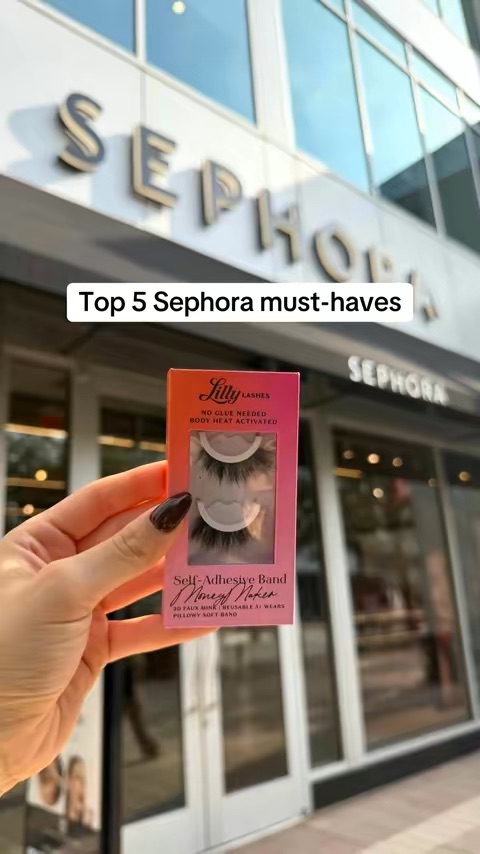 SEPHORA
Top 5 Sephora must-haves
SEPHORA
Lilly LASHES
NO GLUE NEEDED
BODY HEAT ACTIVATED
Self-Adhesive Band
Money Maker
3D FAUX MINK | REUSABLE 5+ WEARS
PILLOWY SOFT BAND